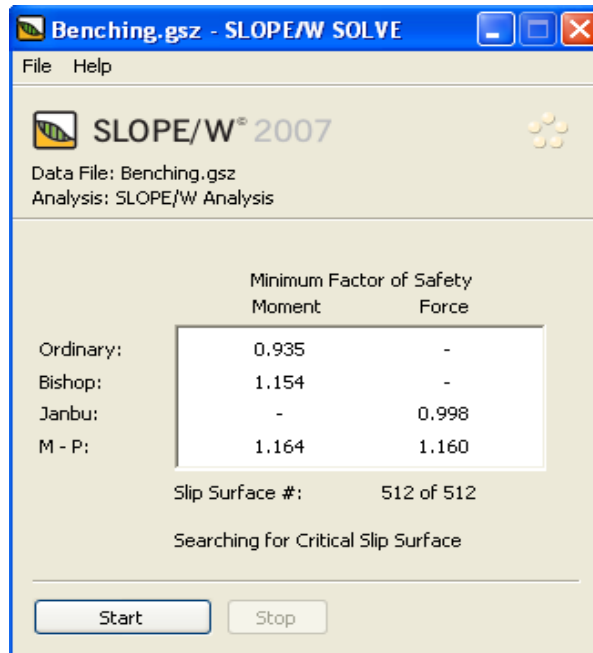 Benching.gsz - SLOPE/W SOLVE
File Help
SLOPE/W® 2007
Data File: Benching.gsz
Analysis: SLOPE/W Analysis
Minimum Factor of Safety
Moment Force
Ordinary: 0.935 -
Bishop: 1.154 -
Janbu: - 0.998
M - P: 1.164 1.160
Slip Surface #: 512 of 512
Searching for Critical Slip Surface
Start Stop